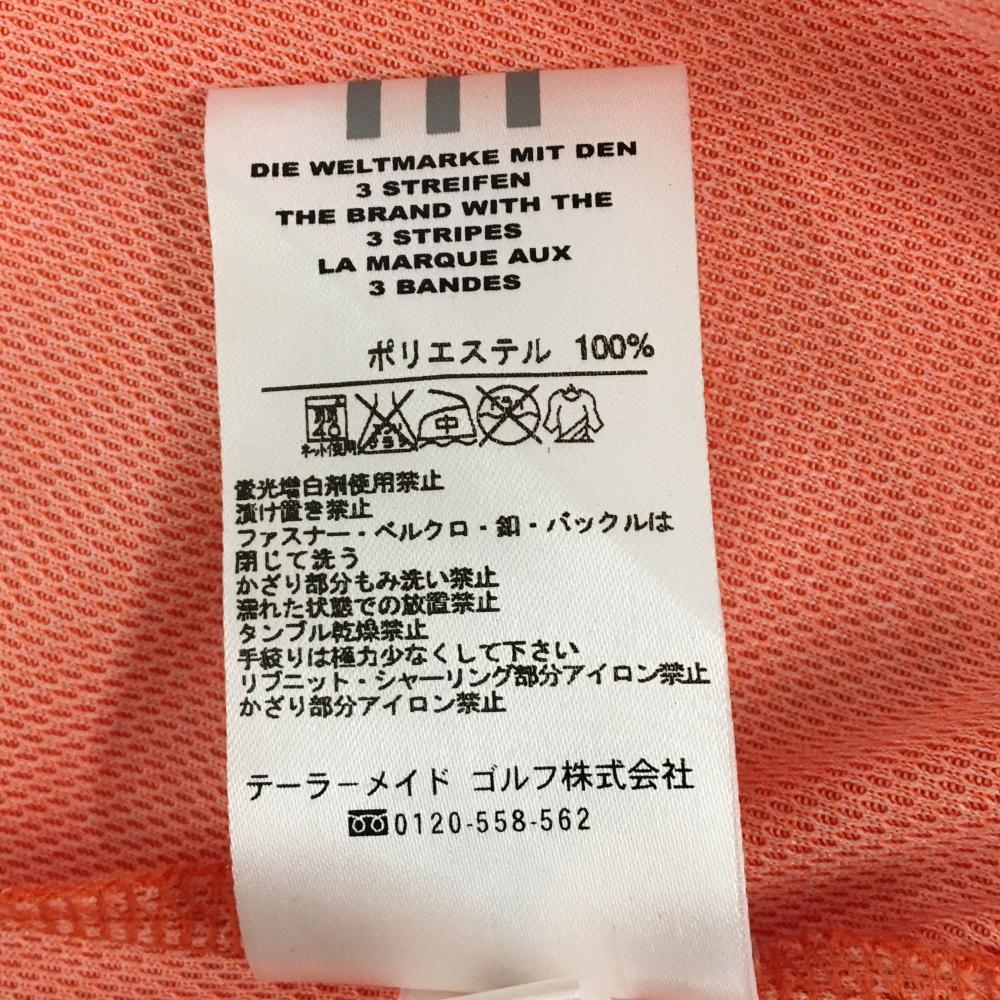 DIE WELTMARKE MIT DEN
3 STREIFEN
THE BRAND WITH THE
3 STRIPES
LA MARQUE AUX
3 BANDES
ポリエステル 100%
40 中
ネット使用
蛍光増白剤使用禁止
漬け置き禁止
ファスナー・ベルクロ・釦・バックルは
閉じて洗う
かざり部分もみ洗い禁止
濡れた状態での放置禁止
タンブル乾燥禁止
手絞りは極力少なくして下さい
リブニット・シャーリング部分アイロン禁止
かざり部分アイロン禁止
テーラーメイド ゴルフ株式会社
0120-558-562